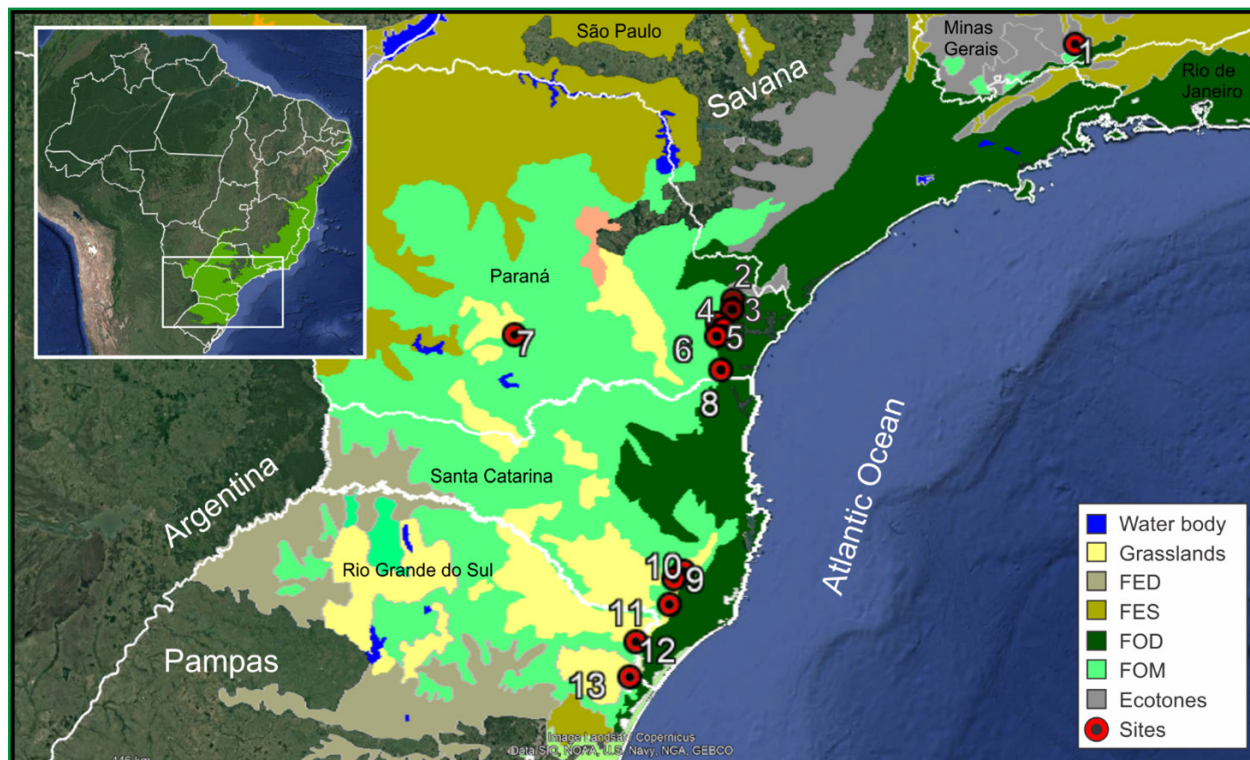 São Paulo
Minas
Gerais
1
Rio de
Janeiro
Savana
Paraná
2
3
4
5
6
7
8
Argentina
Santa Catarina
Atlantic Ocean
Rio Grande do Sul
10
9
11
12
13
Pampas
Water body
Grasslands
FED
FES
FOD
FOM
Ecotones
Sites
Image Landsat / Copernicus
Data SIO, NOAA, U.S. Navy, NGA, GEBCO